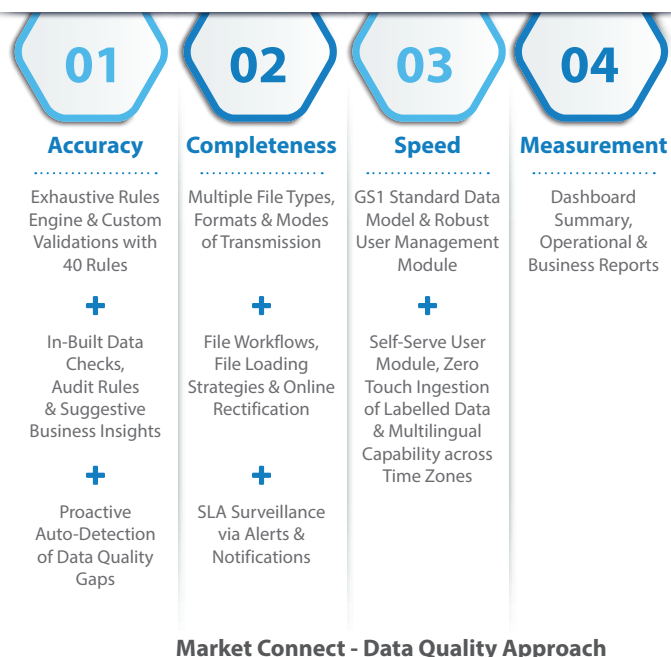 01
Accuracy
Exhaustive Rules
Engine & Custom
Validations with
40 Rules
+
In-Built Data
Checks,
Audit Rules
& Suggestive
Business Insights
+
Proactive
Auto-Detection
of Data Quality
Gaps
02
Completeness
Multiple File Types,
Formats & Modes
of Transmission
+
File Workflows,
File Loading
Strategies & Online
Rectification
+
SLA Surveillance
via Alerts &
Notifications
03
Speed
GS1 Standard Data
Model & Robust
User Management
Module
+
Self-Serve User
Module, Zero
Touch Ingestion
of Labelled Data
& Multilingual
Capability across
Time Zones
04
Measurement
Dashboard
Summary,
Operational &
Business Reports
Market Connect - Data Quality Approach